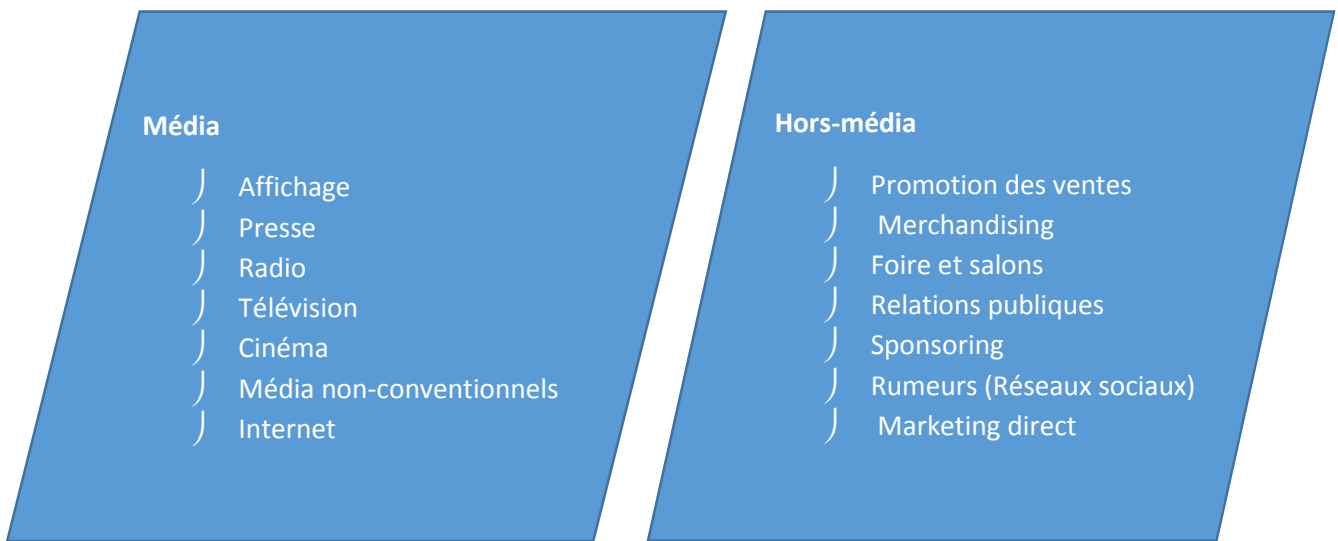 Média
Affichage
Presse
Radio
Télévision
Cinéma
Média non-conventionnels
Internet
Hors-média
Promotion des ventes
Merchandising
Foire et salons
Relations publiques
Sponsoring
Rumeurs (Réseaux sociaux)
Marketing direct